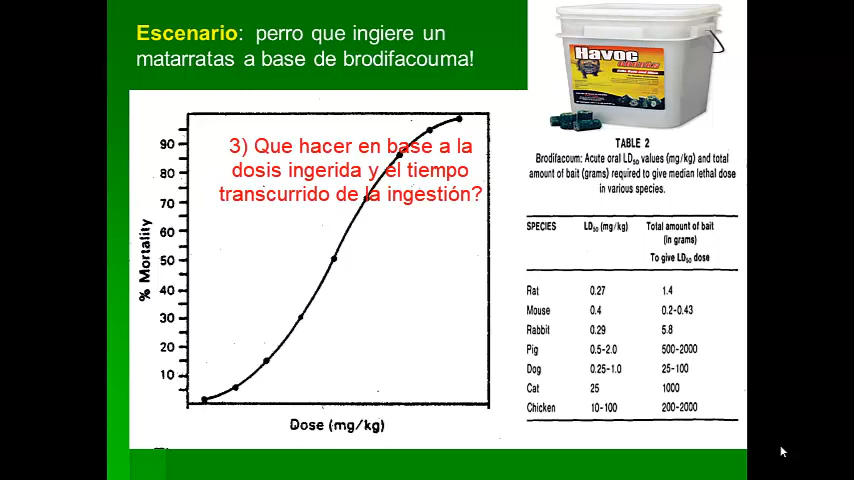 Escenario: perro que ingiere un
matarratas a base de brodifacouma!
Havoc
3) Que hacer en base a la
dosis ingerida y el tiempo
transcurrido de la ingestión?
% Mortality
90
80
70
60
50
40
30
20
10
Dose (mg/kg)
TABLE 2
Brodifacoum: Acute oral LD50 values (mg/kg) and total
amount of bait (grams) required to give median lethal dose
in various species.
SPECIES LD50 (mg/kg) Total amount of bait
(in grams)
To give LD50 dose
Rat 0.27 1.4
Mouse 0.4 0.2-0.43
Rabbit 0.29 5.8
Pig 0.5-2.0 500-2000
Dog 0.25-1.0 25-100
Cat 25 1000
Chicken 10-100 200-2000